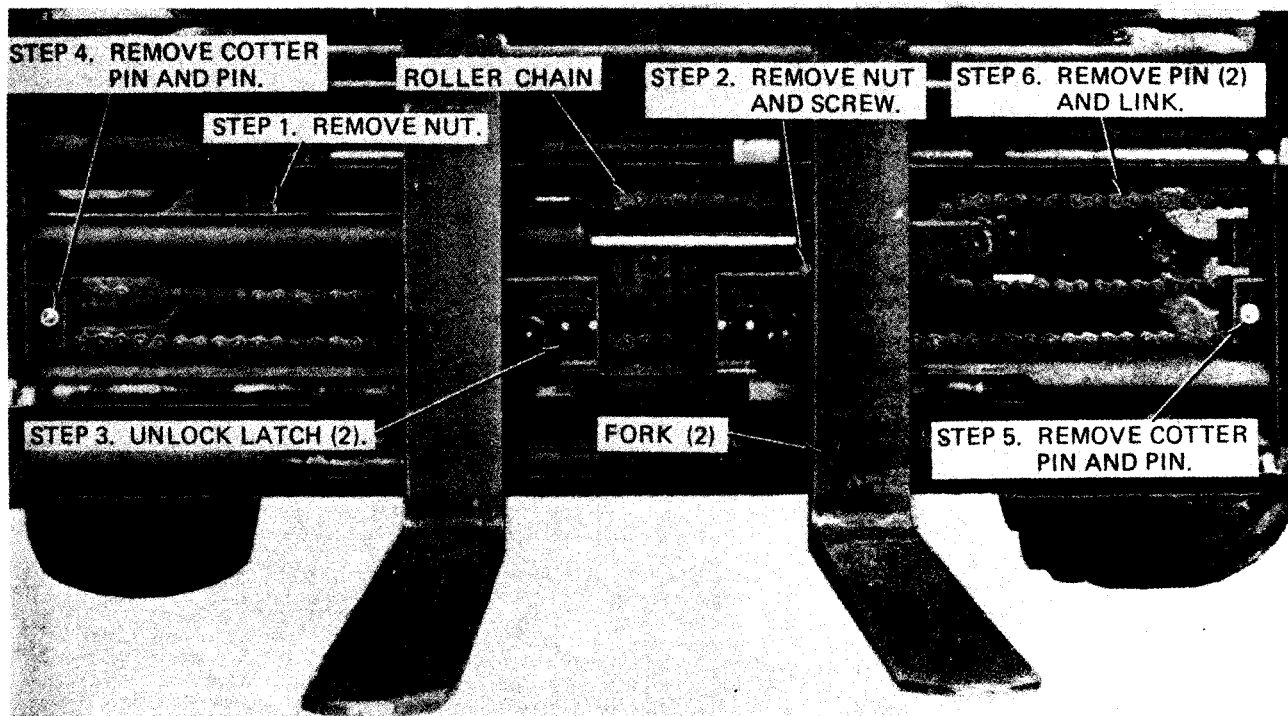 STEP 4. REMOVE COTTER
PIN AND PIN.
ROLLER CHAIN
STEP 2. REMOVE NUT
AND SCREW.
STEP 6. REMOVE PIN (2)
AND LINK.
STEP 1. REMOVE NUT.
STEP 3. UNLOCK LATCH (2).
FORK (2)
STEP 5. REMOVE COTTER
PIN AND PIN.